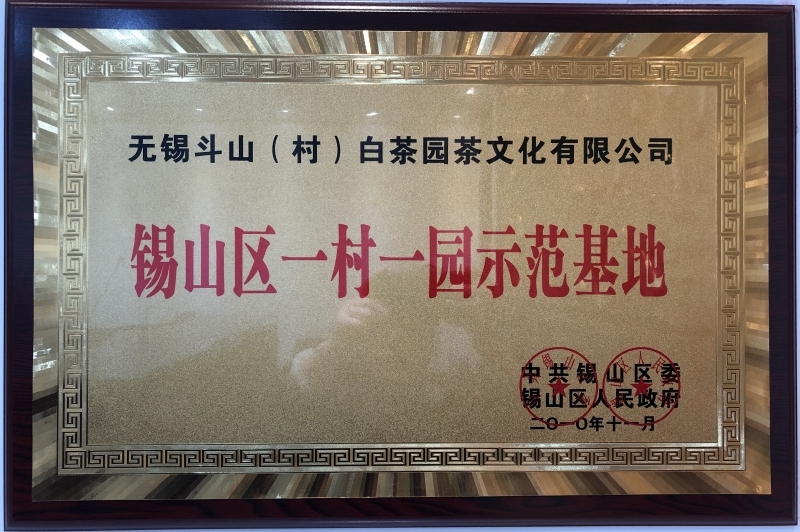 无锡斗山（村）白茶园茶文化有限公司
锡山区一村一园示范基地
中共锡山区委
锡山区人民政府
二〇一〇年十一月